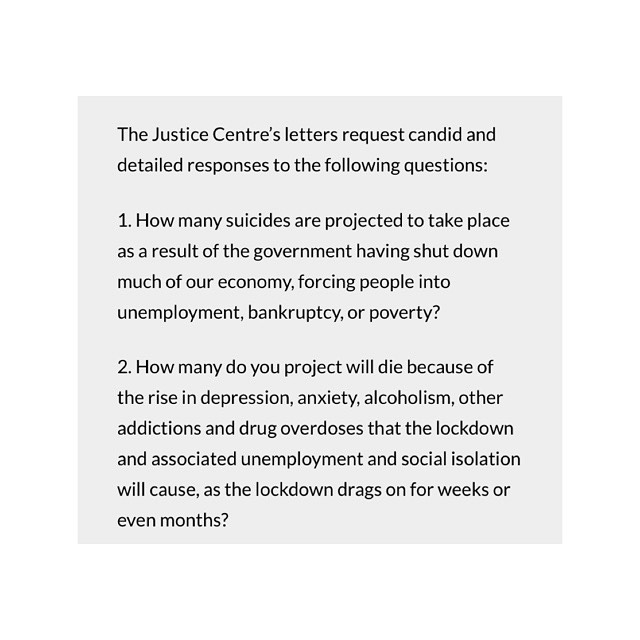 The Justice Centre’s letters request candid and
detailed responses to the following questions:
1. How many suicides are projected to take place
as a result of the government having shut down
much of our economy, forcing people into
unemployment, bankruptcy, or poverty?
2. How many do you project will die because of
the rise in depression, anxiety, alcoholism, other
addictions and drug overdoses that the lockdown
and associated unemployment and social isolation
will cause, as the lockdown drags on for weeks or
even months?